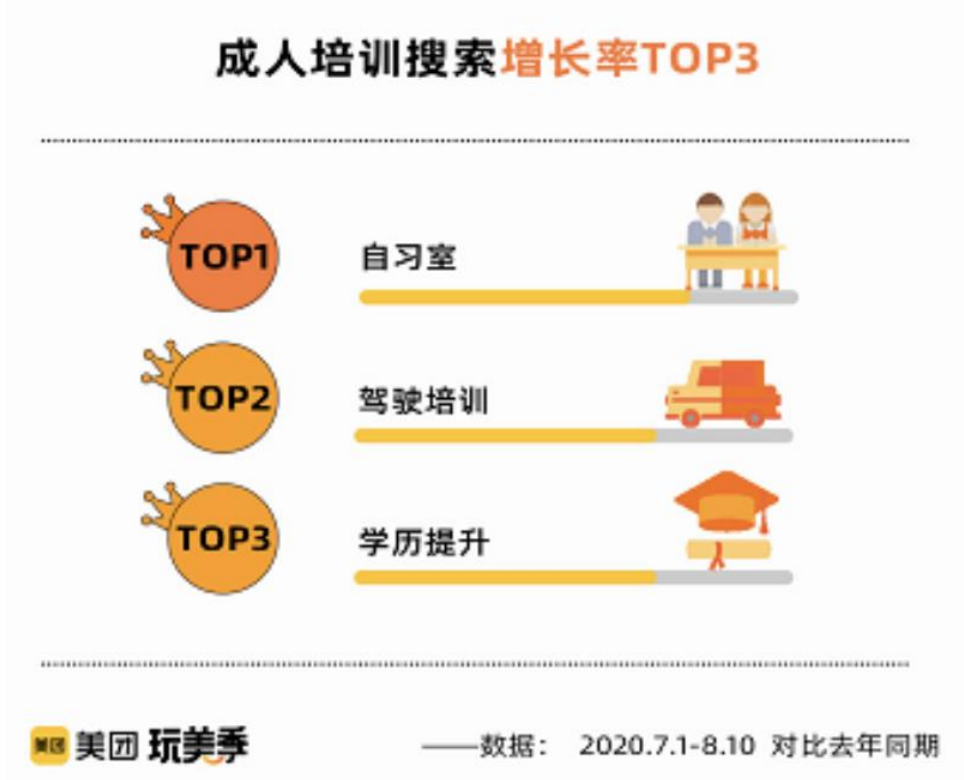 成人培训搜索增长率TOP3
TOP1 自习室
TOP2 驾驶培训
TOP3 学历提升
美团 美团 玩美季 ——数据： 2020.7.1-8.10 对比去年同期